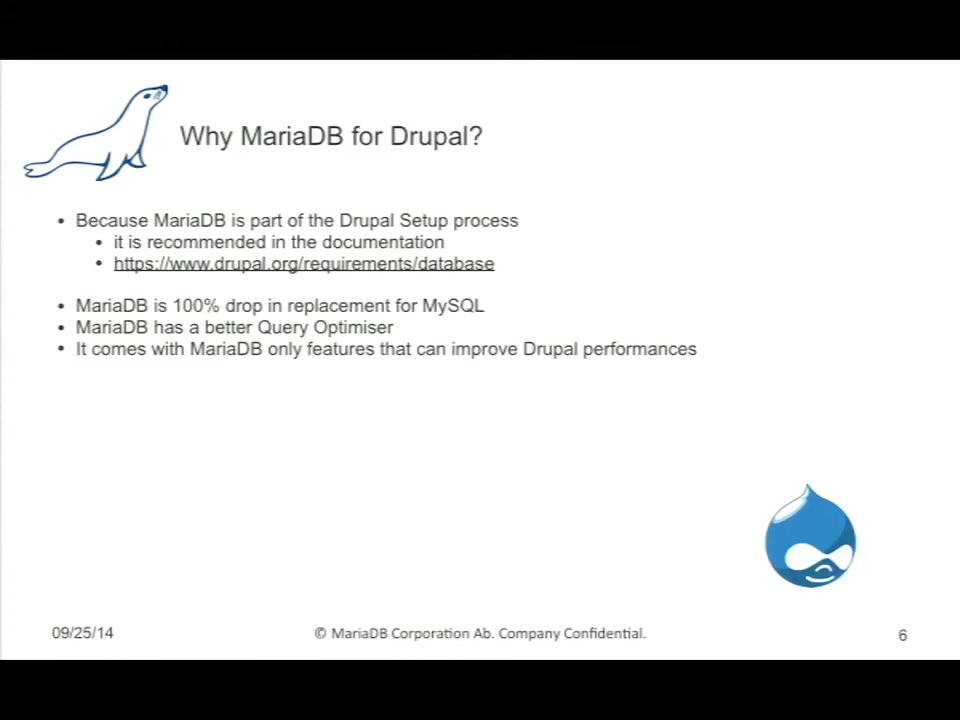 Why MariaDB for Drupal?
• Because MariaDB is part of the Drupal Setup process
• it is recommended in the documentation
• https://www.drupal.org/requirements/database
• MariaDB is 100% drop in replacement for MySQL
• MariaDB has a better Query Optimiser
• It comes with MariaDB only features that can improve Drupal performances
09/25/14
© MariaDB Corporation Ab. Company Confidential.
6